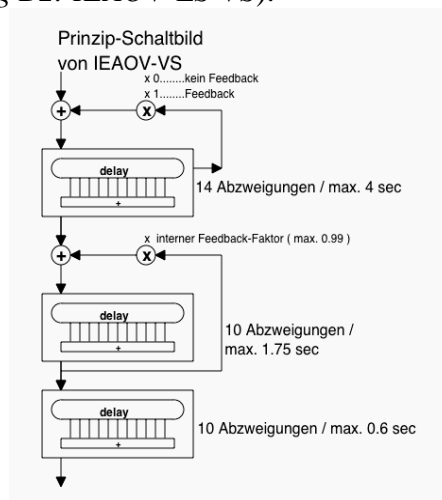 Prinzip-Schaltbild
von IEAOV-VS
x 0........kein Feedback
x 1........Feedback
+
x
delay
+
14 Abzweigungen / max. 4 sec
x interner Feedback-Faktor ( max. 0.99 )
+
x
delay
+
10 Abzweigungen /
max. 1.75 sec
delay
+
10 Abzweigungen / max. 0.6 sec